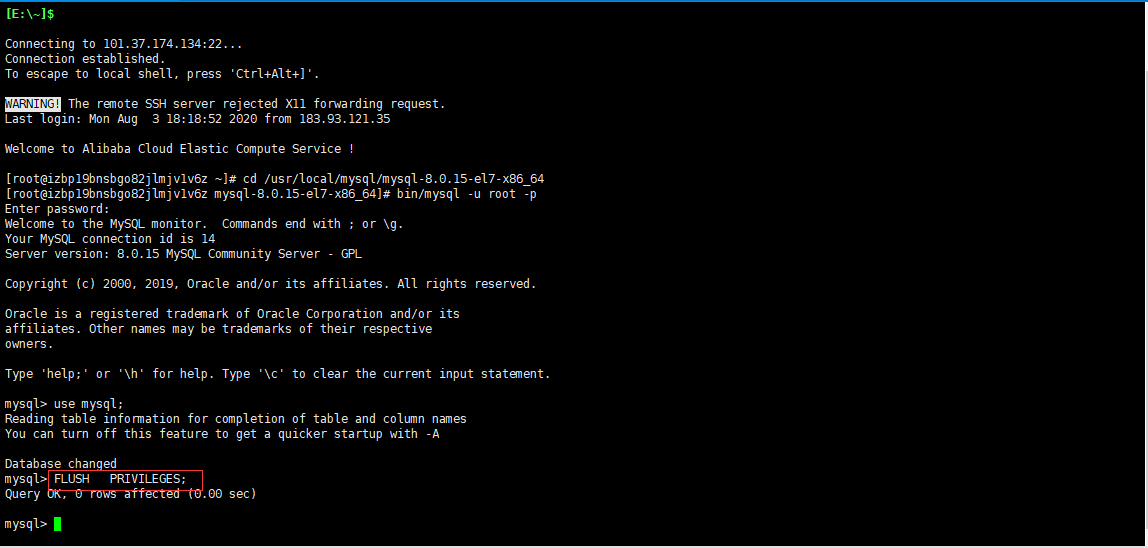 [E:\~]$
Connecting to 101.37.174.134:22...
Connection established.
To escape to local shell, press 'Ctrl+Alt+]'.
WARNING! The remote SSH server rejected X11 forwarding request.
Last login: Mon Aug  3 18:18:52 2020 from 183.93.121.35
Welcome to Alibaba Cloud Elastic Compute Service !
[root@izbp19bnsbgo82jlmjv1v6z ~]# cd /usr/local/mysql/mysql-8.0.15-el7-x86_64
[root@izbp19bnsbgo82jlmjv1v6z mysql-8.0.15-el7-x86_64]# bin/mysql -u root -p
Enter password:
Welcome to the MySQL monitor.  Commands end with ; or \g.
Your MySQL connection id is 14
Server version: 8.0.15 MySQL Community Server - GPL
Copyright (c) 2000, 2019, Oracle and/or its affiliates. All rights reserved.
Oracle is a registered trademark of Oracle Corporation and/or its
affiliates. Other names may be trademarks of their respective
owners.
Type 'help;' or '\h' for help. Type '\c' to clear the current input statement.
mysql> use mysql;
Reading table information for completion of table and column names
You can turn off this feature to get a quicker startup with -A
Database changed
mysql> FLUSH   PRIVILEGES;
Query OK, 0 rows affected (0.00 sec)
mysql>